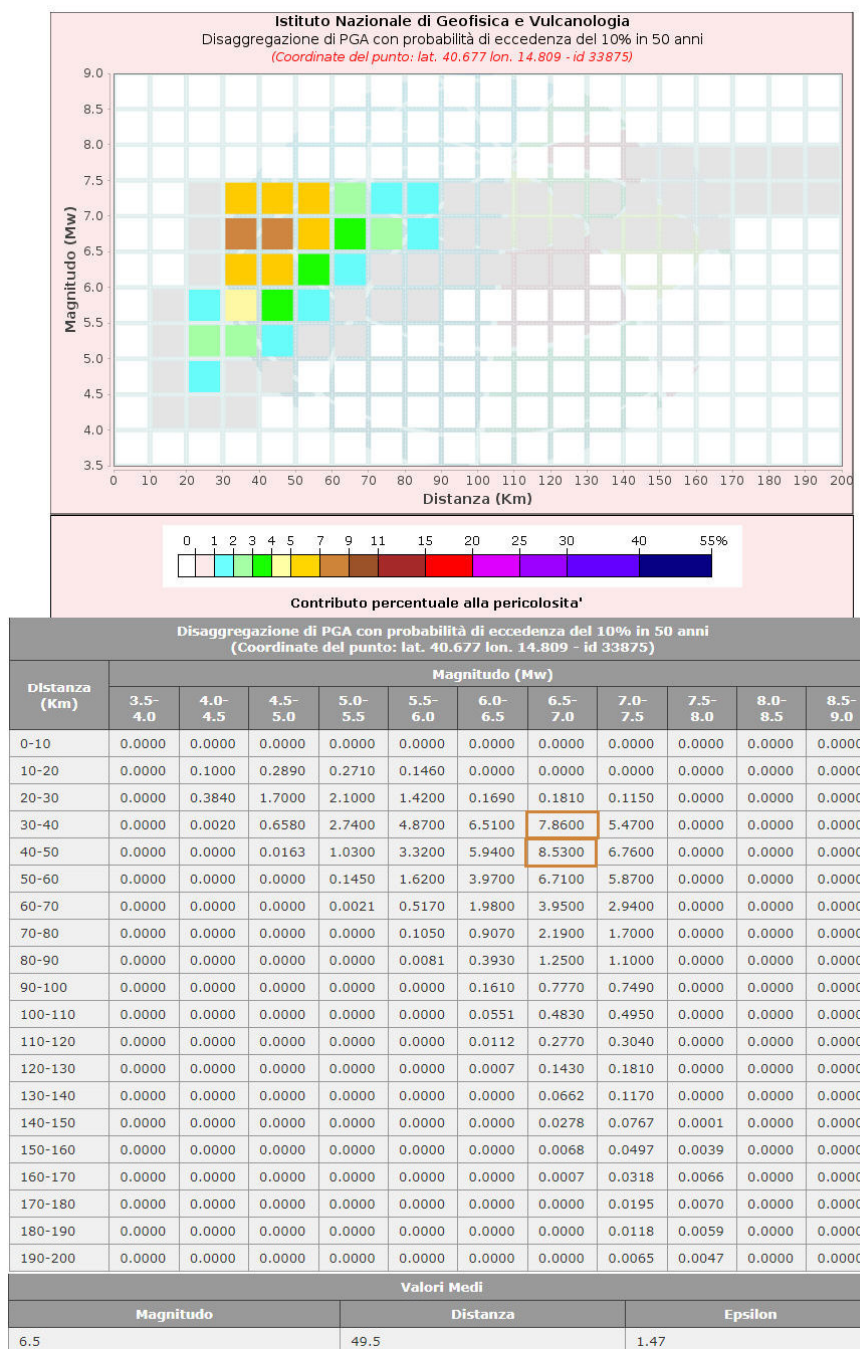 Istituto Nazionale di Geofisica e Vulcanologia
Disaggregazione di PGA con probabilità di eccedenza del 10% in 50 anni
(Coordinate del punto: lat. 40.677 lon. 14.809 - id 33875)
Magnitudo (Mw)
9.0
8.5
8.0
7.5
7.0
6.5
6.0
5.5
5.0
4.5
4.0
3.5
0 10 20 30 40 50 60 70 80 90 100 110 120 130 140 150 160 170 180 190 200
Distanza (Km)
0 1 2 3 4 5 7 9 11 15 20 25 30 40 55%
Contributo percentuale alla pericolosita'
Disaggregazione di PGA con probabilità di eccedenza del 10% in 50 anni
(Coordinate del punto: lat. 40.677 lon. 14.809 - id 33875)
Distanza (Km) Magnitudo (Mw)
3.5-4.0 4.0-4.5 4.5-5.0 5.0-5.5 5.5-6.0 6.0-6.5 6.5-7.0 7.0-7.5 7.5-8.0 8.0-8.5 8.5-9.0
0-10 0.0000 0.0000 0.0000 0.0000 0.0000 0.0000 0.0000 0.0000 0.0000 0.0000 0.0000
10-20 0.0000 0.1000 0.2890 0.2710 0.1460 0.0000 0.0000 0.0000 0.0000 0.0000 0.0000
20-30 0.0000 0.3840 1.7000 2.1000 1.4200 0.1690 0.1810 0.1150 0.0000 0.0000 0.0000
30-40 0.0000 0.0020 0.6580 2.7400 4.8700 6.5100 7.8600 5.4700 0.0000 0.0000 0.0000
40-50 0.0000 0.0000 0.0163 1.0300 3.3200 5.9400 8.5300 6.7600 0.0000 0.0000 0.0000
50-60 0.0000 0.0000 0.0000 0.1450 1.6200 3.9700 6.7100 5.8700 0.0000 0.0000 0.0000
60-70 0.0000 0.0000 0.0000 0.0021 0.5170 1.9800 3.9500 2.9400 0.0000 0.0000 0.0000
70-80 0.0000 0.0000 0.0000 0.0000 0.1050 0.9070 2.1900 1.7000 0.0000 0.0000 0.0000
80-90 0.0000 0.0000 0.0000 0.0000 0.0081 0.3930 1.2500 1.1000 0.0000 0.0000 0.0000
90-100 0.0000 0.0000 0.0000 0.0000 0.0000 0.1610 0.7770 0.7490 0.0000 0.0000 0.0000
100-110 0.0000 0.0000 0.0000 0.0000 0.0000 0.0551 0.4830 0.4950 0.0000 0.0000 0.0000
110-120 0.0000 0.0000 0.0000 0.0000 0.0000 0.0112 0.2770 0.3040 0.0000 0.0000 0.0000
120-130 0.0000 0.0000 0.0000 0.0000 0.0000 0.0007 0.1430 0.1810 0.0000 0.0000 0.0000
130-140 0.0000 0.0000 0.0000 0.0000 0.0000 0.0000 0.0662 0.1170 0.0000 0.0000 0.0000
140-150 0.0000 0.0000 0.0000 0.0000 0.0000 0.0000 0.0278 0.0767 0.0001 0.0000 0.0000
150-160 0.0000 0.0000 0.0000 0.0000 0.0000 0.0000 0.0068 0.0497 0.0039 0.0000 0.0000
160-170 0.0000 0.0000 0.0000 0.0000 0.0000 0.0000 0.0007 0.0318 0.0066 0.0000 0.0000
170-180 0.0000 0.0000 0.0000 0.0000 0.0000 0.0000 0.0000 0.0195 0.0070 0.0000 0.0000
180-190 0.0000 0.0000 0.0000 0.0000 0.0000 0.0000 0.0000 0.0118 0.0059 0.0000 0.0000
190-200 0.0000 0.0000 0.0000 0.0000 0.0000 0.0000 0.0000 0.0065 0.0047 0.0000 0.0000
Valori Medi
Magnitudo Distanza Epsilon
6.5 49.5 1.47